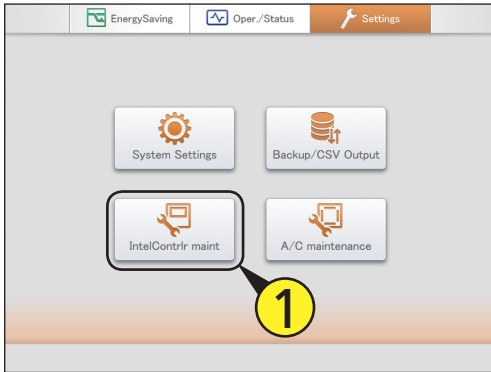 EnergySaving
Oper./Status
Settings
System Settings
Backup/CSV Output
IntelContrlr maint
A/C maintenance
1